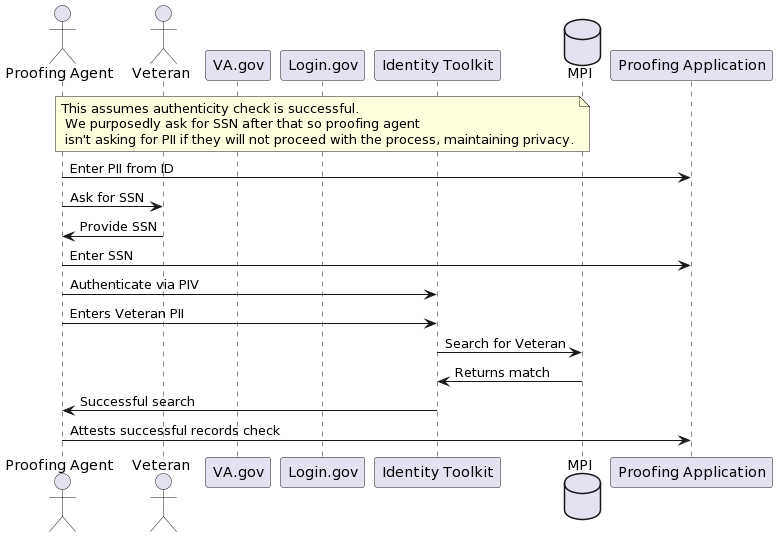 Proofing Agent
Veteran
VA.gov
Login.gov
Identity Toolkit
MPI
Proofing Application
This assumes authenticity check is successful.
We purposedly ask for SSN after that so proofing agent
isn't asking for PII if they will not proceed with the process, maintaining privacy.
Enter PII from ID
Ask for SSN
Provide SSN
Enter SSN
Authenticate via PIV
Enters Veteran PII
Search for Veteran
Returns match
Successful search
Attests successful records check
Proofing Agent
Veteran
VA.gov
Login.gov
Identity Toolkit
MPI
Proofing Application